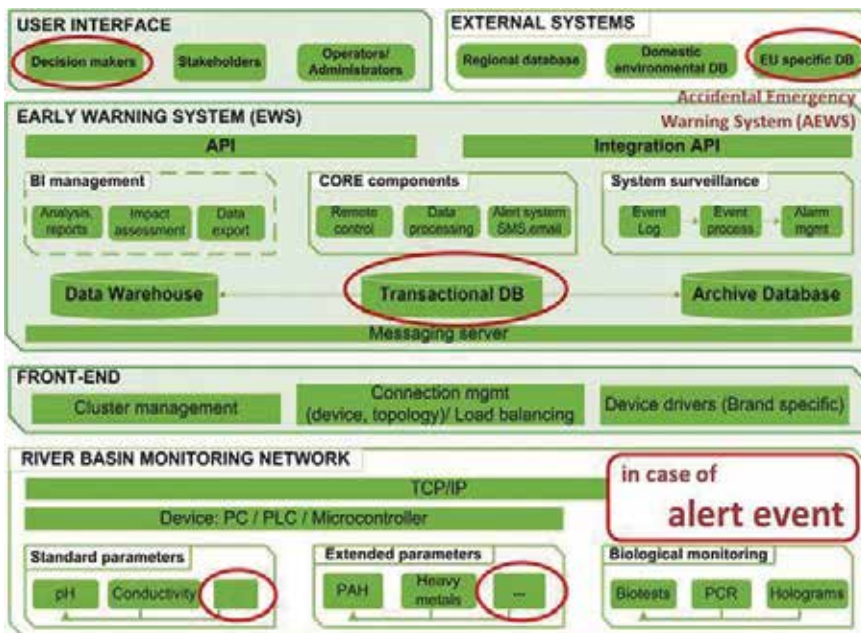 USER INTERFACE
Decision makers
Stakeholders
Operators/
Administrators
EXTERNAL SYSTEMS
Regional database
Domestic
environmental DB
EU specific DB
Accidental Emergency
Warning System (AEWS)
EARLY WARNING SYSTEM (EWS)
API
Integration API
BI management
Analysis,
reports
Impact
assessment
Data
export
CORE components
Remote
control
Data
processing
Alert system
SMS,email
System surveillance
Event
Log
Event
process
Alarm
mgmt
Data Warehouse
Transactional DB
Archive Database
Messaging server
FRONT-END
Cluster management
Connection mgmt
(device, topology)/ Load balancing
Device drivers (Brand specific)
RIVER BASIN MONITORING NETWORK
TCP/IP
Device: PC / PLC / Microcontroller
in case of
alert event
Standard parameters
pH
Conductivity
Extended parameters
PAH
Heavy
metals
...
Biological monitoring
Biotests
PCR
Holograms